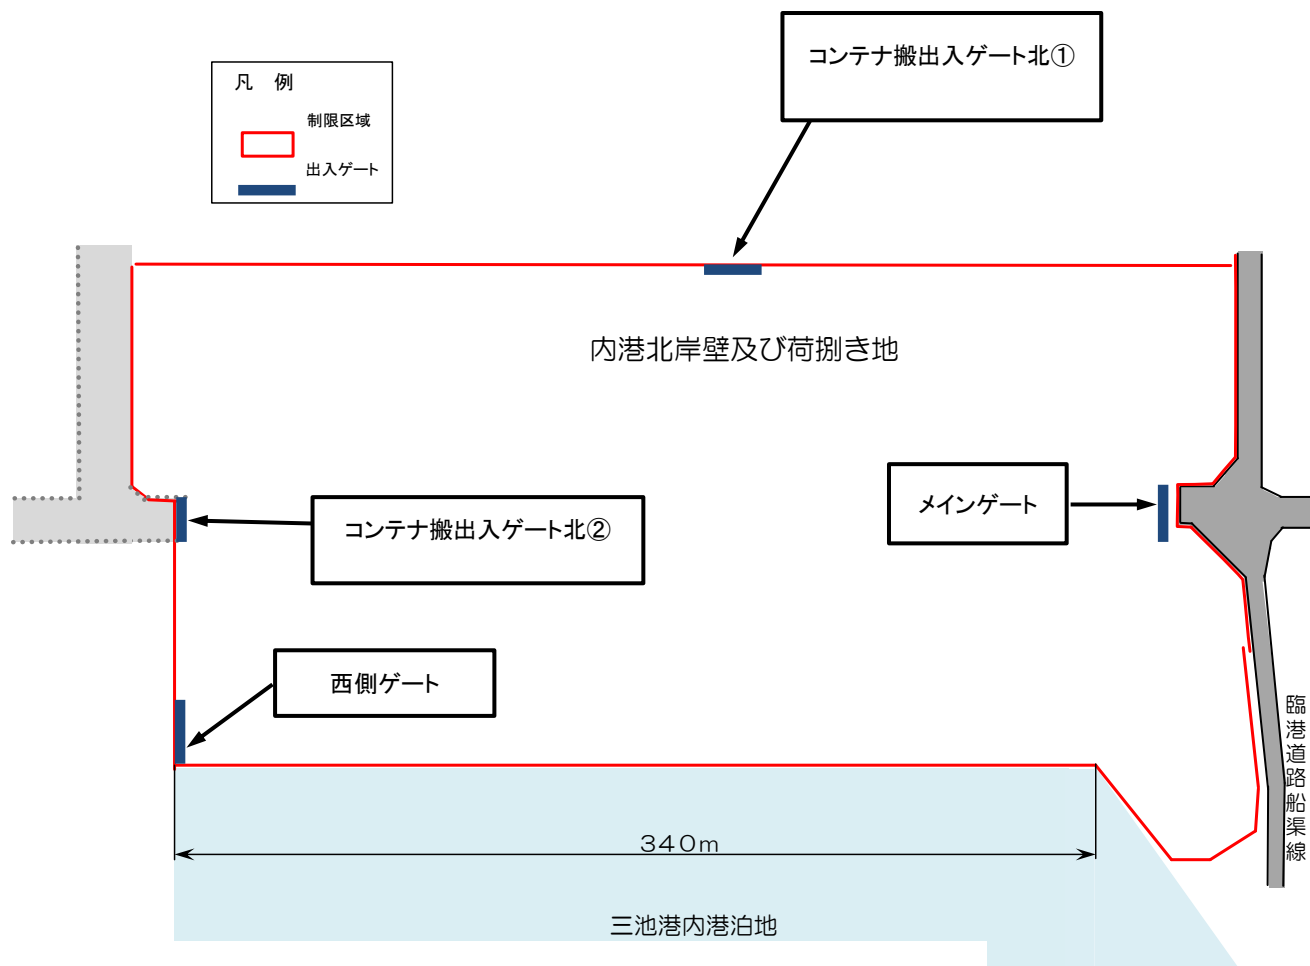 コンテナ搬出入ゲート北①
凡　例
制限区域
出入ゲート
内港北岸壁及び荷捌き地
メインゲート
コンテナ搬出入ゲート北②
西側ゲート
臨港道路船渠線
340m
三池港内港泊地